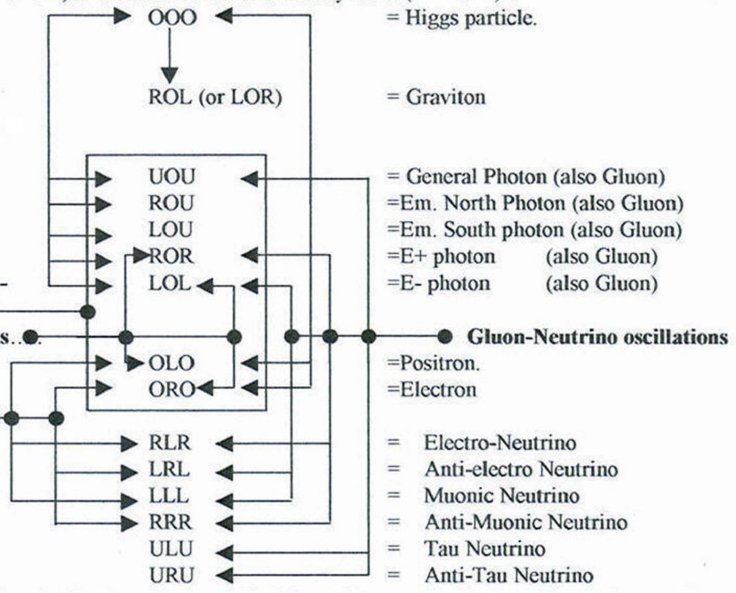 OOO = Higgs particle.
ROL (or LOR) = Graviton
UOU = General Photon (also Gluon)
ROU =Em. North Photon (also Gluon)
LOU =Em. South photon (also Gluon)
ROR =E+ photon (also Gluon)
LOL =E- photon (also Gluon)
s... Gluon-Neutrino oscillations
OLO =Positron.
ORO =Electron
RLR = Electro-Neutrino
LRL = Anti-electro Neutrino
LLL = Muonic Neutrino
RRR = Anti-Muonic Neutrino
ULU = Tau Neutrino
URU = Anti-Tau Neutrino